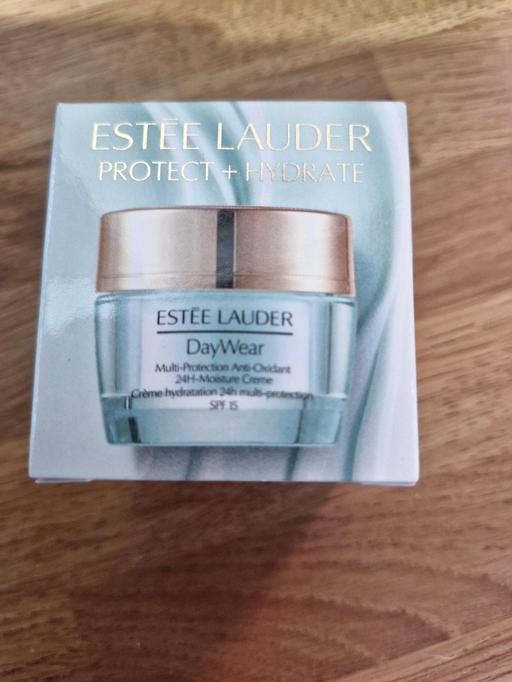 ESTĒE LAUDER
PROTECT + HYDRATE
ESTĒE LAUDER
DayWear
Multi-Protection Anti-Oxidant
24H-Moisture Creme
Crème hydratation 24h multi-protection
SPF 15